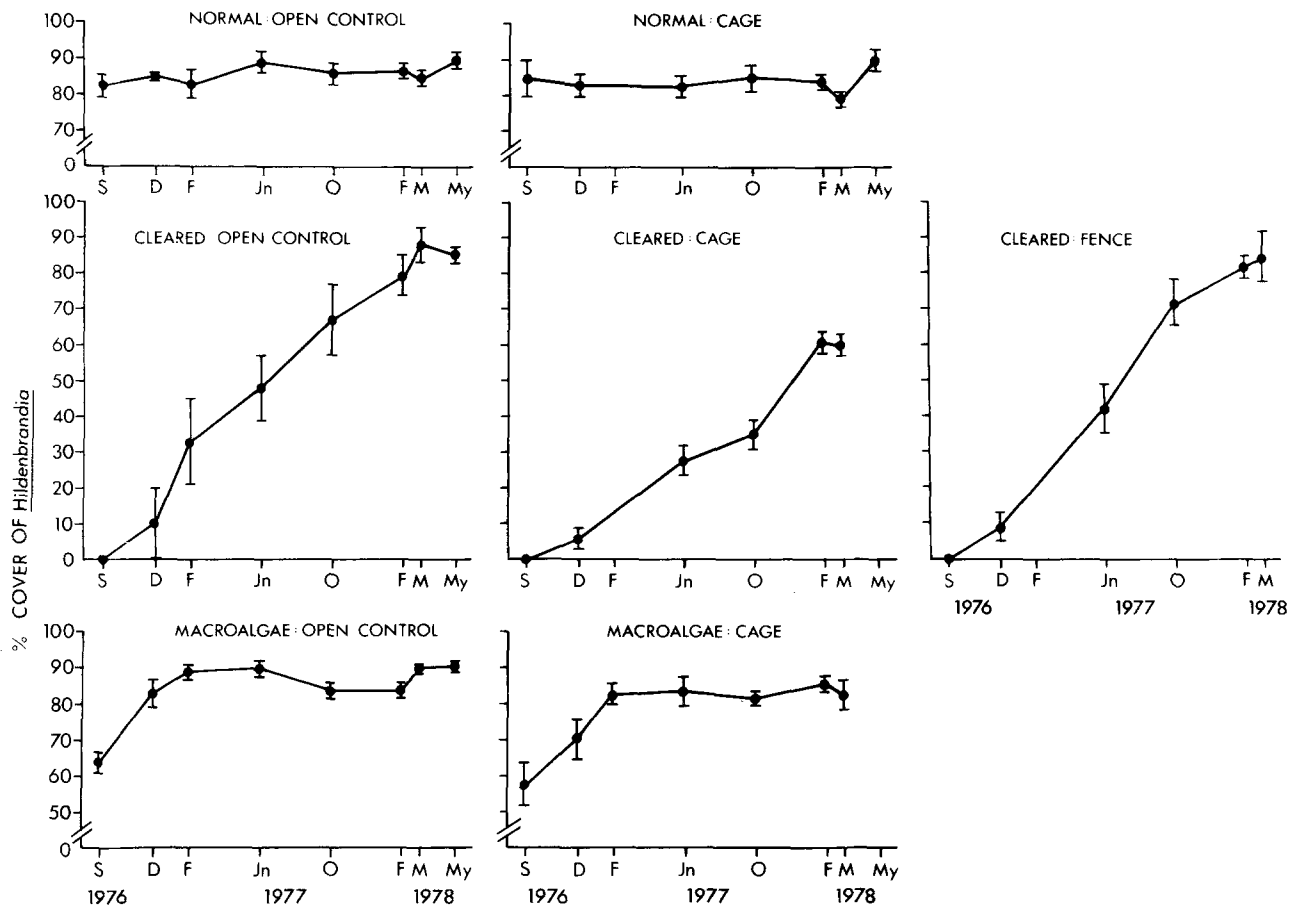 NORMAL : OPEN CONTROL
100
90
80
70
0
S D F Jn O F M My
NORMAL : CAGE
S D F Jn O F M My
% COVER OF Hildenbrandia
CLEARED OPEN CONTROL
100
90
80
70
60
50
40
30
20
10
0
S D F Jn O F M My
CLEARED : CAGE
S D F Jn O F M My
CLEARED : FENCE
S D F Jn O F M
1976 1977 1978
MACROALGAE : OPEN CONTROL
100
90
80
70
60
50
0
S D F Jn O F M My
1976 1977 1978
MACROALGAE : CAGE
S D F Jn O F M My
1976 1977 1978